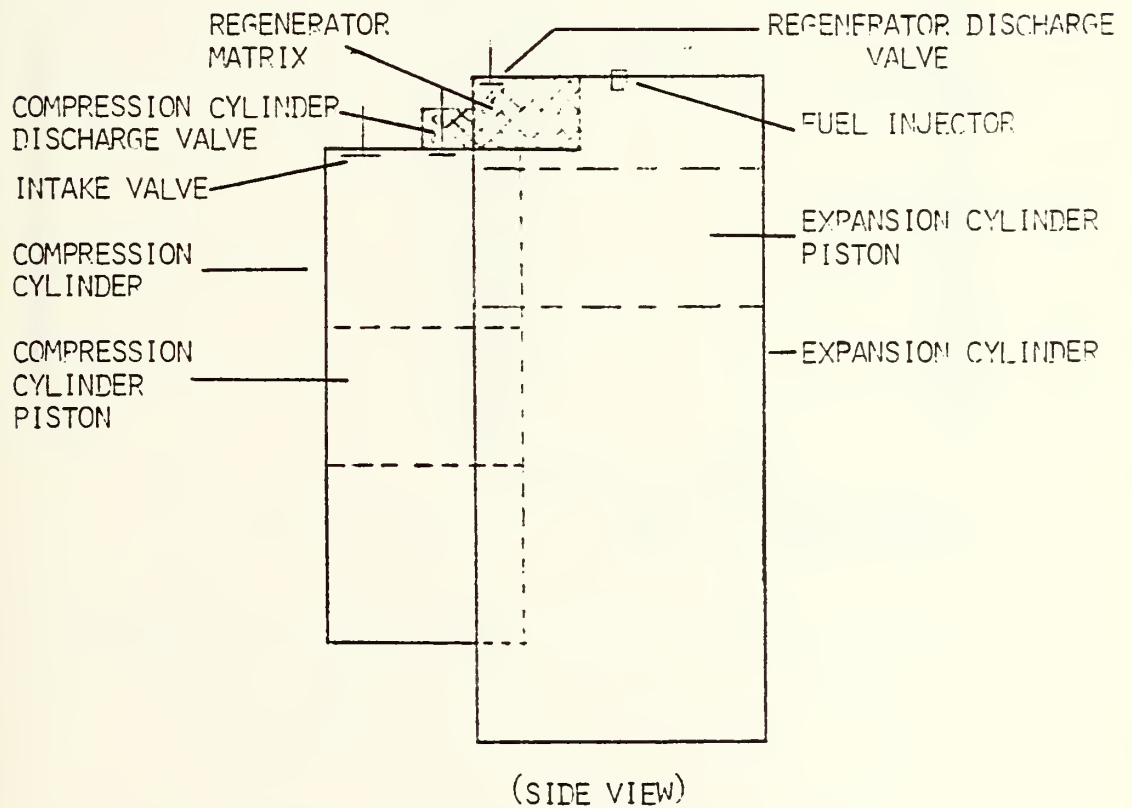 REGENERATOR
MATRIX
REGENERATOR DISCHARGE
VALVE
COMPRESSION CYLINDER
DISCHARGE VALVE
FUEL INJECTOR
INTAKE VALVE
EXPANSION CYLINDER
PISTON
COMPRESSION
CYLINDER
COMPRESSION
CYLINDER
PISTON
EXPANSION CYLINDER
(SIDE VIEW)